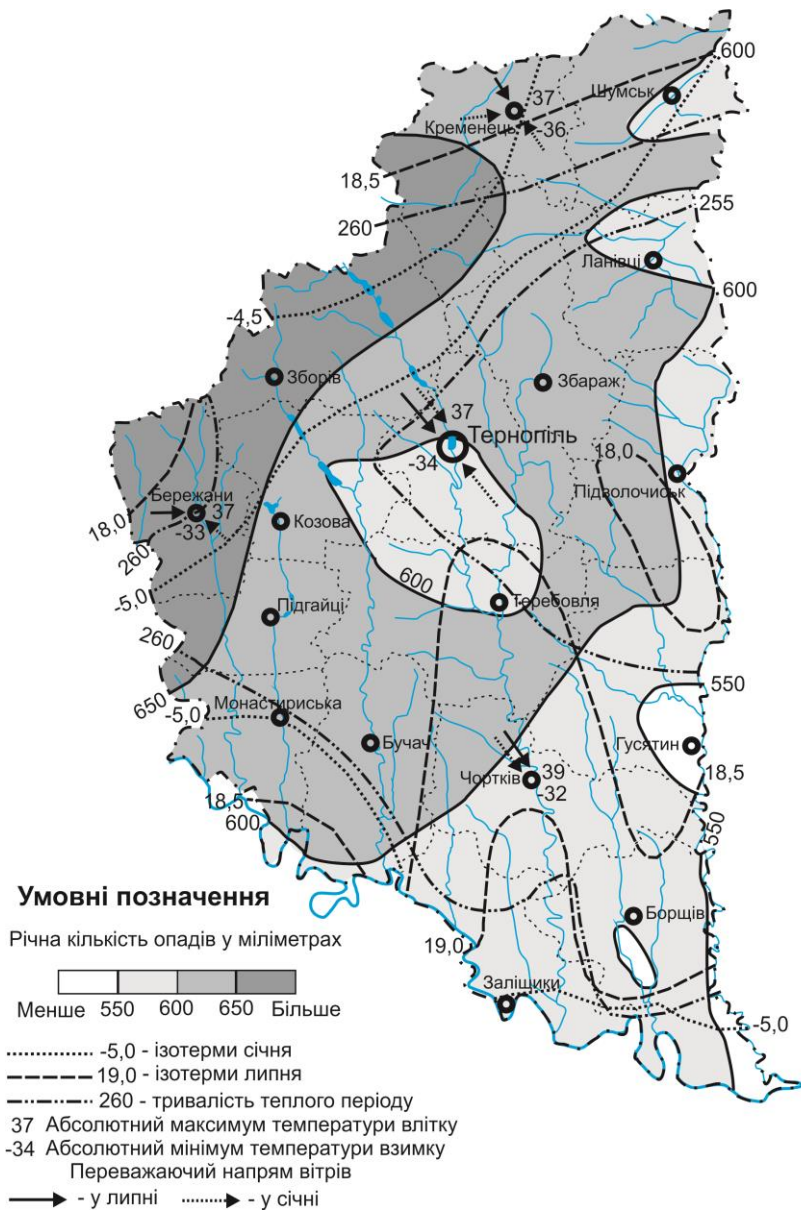 600
Шумськ
37
Кременець
-36
18,5
260
255
Ланівці
600
-4,5
Зборів
Збараж
37
Тернопіль
-34
18,0
Підволочиськ
Бережани
37
-33
18,0
260
-5,0
Козова
600
Теребовля
Підгайці
260
650
-5,0
Монастириська
550
Бучач
Гусятин
Чортків
39
-32
18,5
18,5
600
550
Борщів
19,0
Заліщики
-5,0
Умовні позначення
Річна кількість опадів у міліметрах
Менше 550 600 650 Більше
-5,0 - ізотерми січня
19,0 - ізотерми липня
260 - тривалість теплого періоду
37 Абсолютний максимум температури влітку
-34 Абсолютний мінімум температури взимку
Переважаючий напрям вітрів
- у липні - у січні